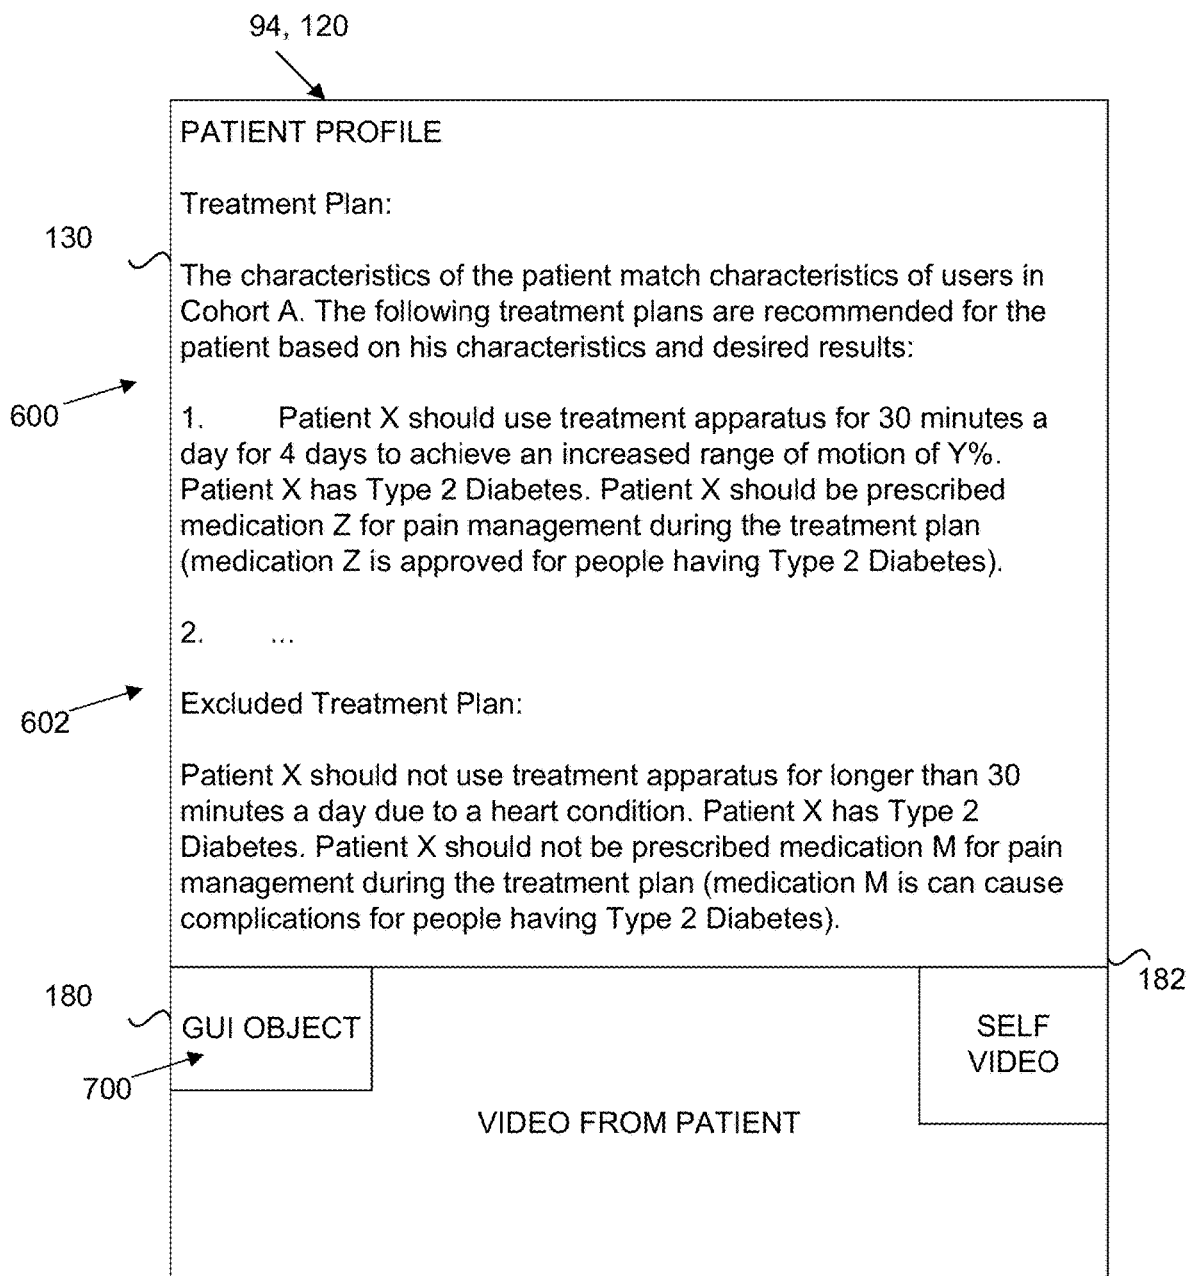 94, 120
PATIENT PROFILE
Treatment Plan:
130
The characteristics of the patient match characteristics of users in
Cohort A. The following treatment plans are recommended for the
patient based on his characteristics and desired results:
600
1. Patient X should use treatment apparatus for 30 minutes a
day for 4 days to achieve an increased range of motion of Y%.
Patient X has Type 2 Diabetes. Patient X should be prescribed
medication Z for pain management during the treatment plan
(medication Z is approved for people having Type 2 Diabetes).
2. ...
602
Excluded Treatment Plan:
Patient X should not use treatment apparatus for longer than 30
minutes a day due to a heart condition. Patient X has Type 2
Diabetes. Patient X should not be prescribed medication M for pain
management during the treatment plan (medication M is can cause
complications for people having Type 2 Diabetes).
182
180
GUI OBJECT
700
SELF
VIDEO
VIDEO FROM PATIENT